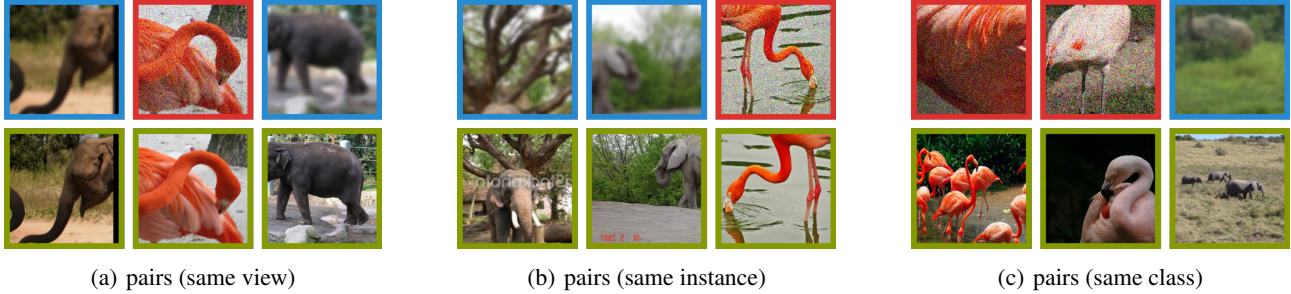 (a) pairs (same view)
(b) pairs (same instance)
(c) pairs (same class)